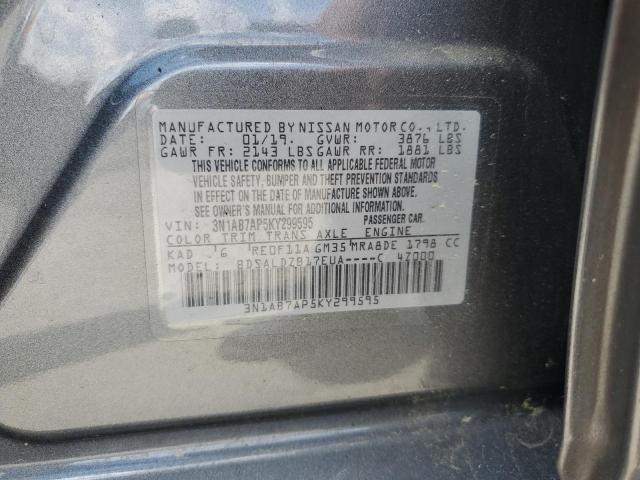 MANUFACTURED BY NISSAN MOTOR CO., LTD.
DATE: 01/19. GVWR: 3876 LBS
GAWR FR: 2143 LBS GAWR RR: 1881 LBS
THIS VEHICLE CONFORMS TO ALL APPLICABLE FEDERAL MOTOR
VEHICLE SAFETY, BUMPER AND THEFT PREVENTION STANDARDS
IN EFFECT ON THE DATE OF MANUFACTURE SHOWN ABOVE.
SEE OWNER'S MANUAL FOR ADDITIONAL INFORMATION.
VIN: 3N1AB7AP5KY299595 PASSENGER CAR.
COLOR TRIM TRANS AXLE ENGINE
KAD G RE0F11A GM35 MRA8DE 1798 CC
MODEL: BDSALDZB17EUA----C 47000
3N1AB7AP5KY299595